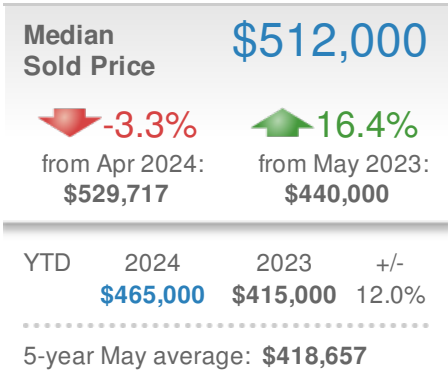 Median
Sold Price
$512,000
-3.3%
from Apr 2024:
$529,717
16.4%
from May 2023:
$440,000
YTD 2024 2023 +/-
$465,000 $415,000 12.0%
5-year May average: $418,657